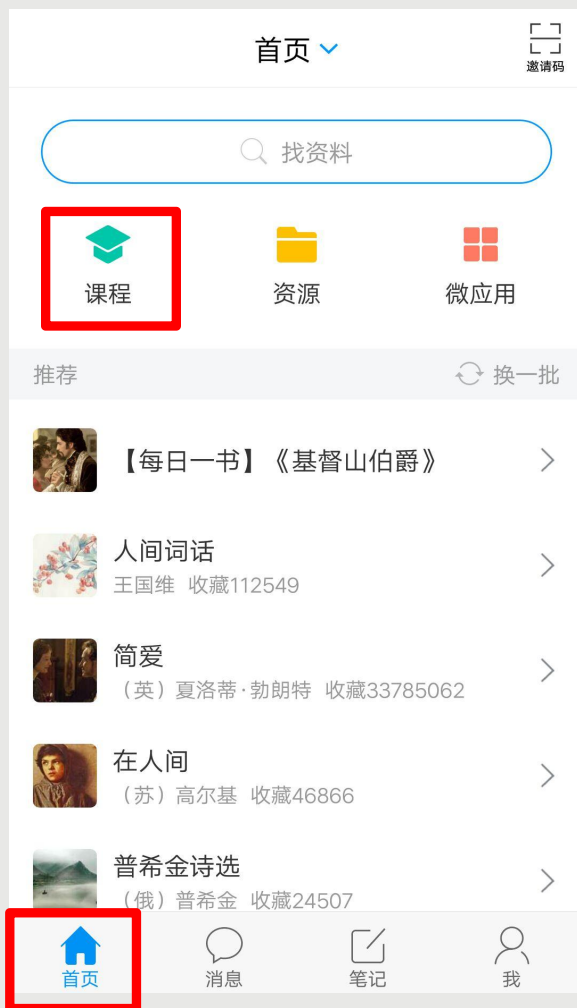 首页
邀请码
找资料
课程 资源 微应用
推荐 换一批
【每日一书】《基督山伯爵》
人间词话
王国维 收藏112549
简爱
（英）夏洛蒂·勃朗特 收藏33785062
在人间
（苏）高尔基 收藏46866
普希金诗选
（俄）普希金 收藏24507
首页 消息 笔记 我